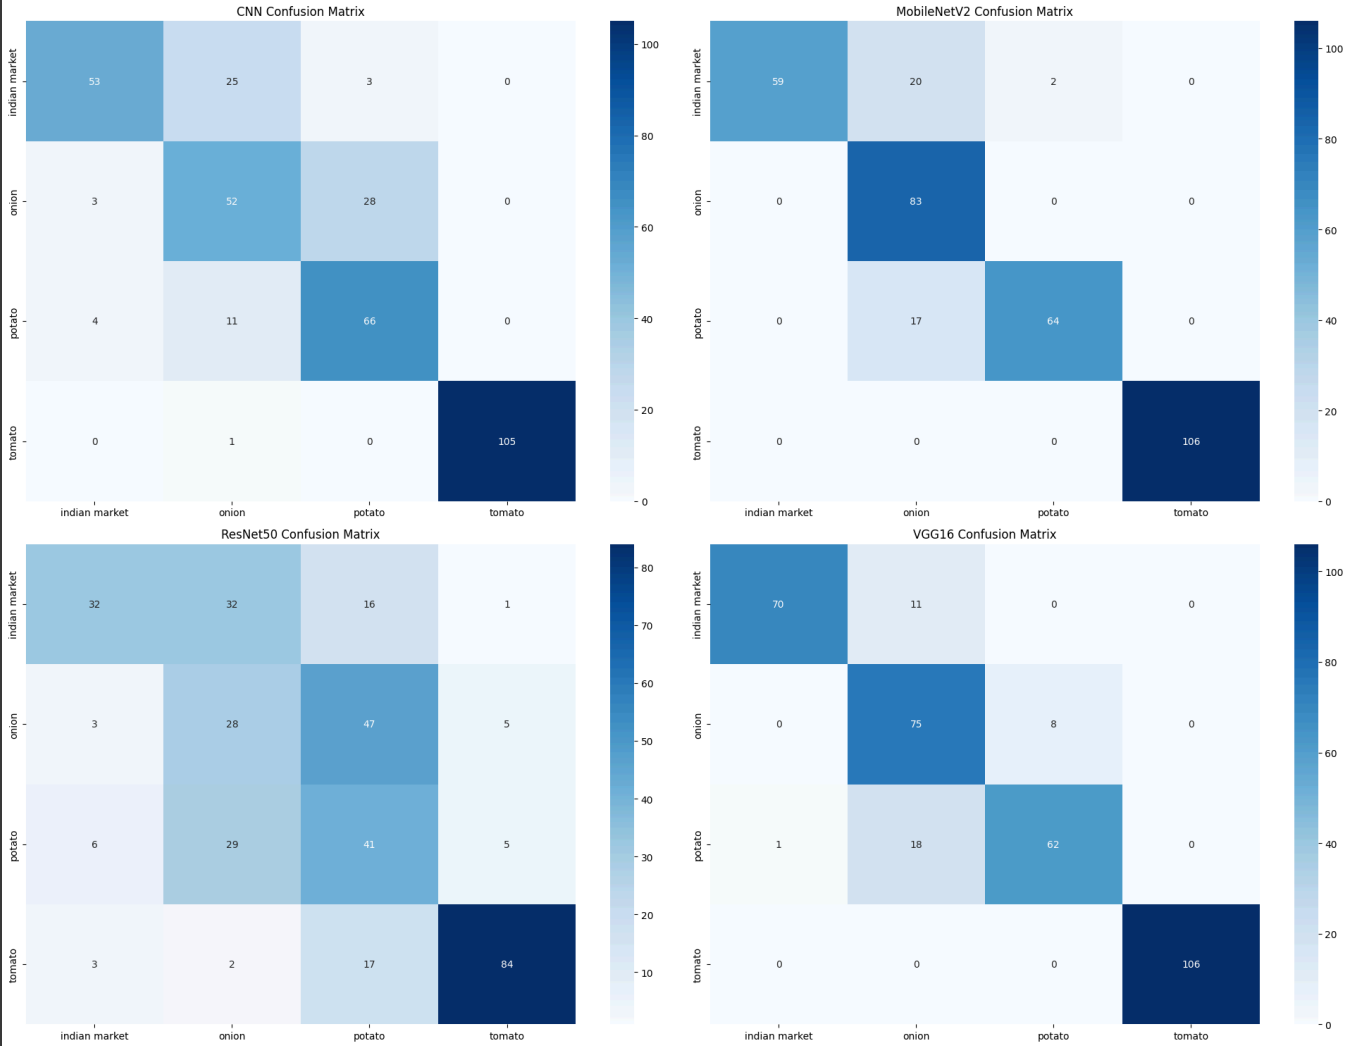 CNN Confusion Matrix
indian market 53 25 3 0
onion 3 52 28 0
potato 4 11 66 0
tomato 0 1 0 105
indian market onion potato tomato
100
80
60
40
20
0
MobileNetV2 Confusion Matrix
indian market 59 20 2 0
onion 0 83 0 0
potato 0 17 64 0
tomato 0 0 0 106
indian market onion potato tomato
100
80
60
40
20
0
ResNet50 Confusion Matrix
indian market 32 32 16 1
onion 3 28 47 5
potato 6 29 41 5
tomato 3 2 17 84
indian market onion potato tomato
80
70
60
50
40
30
20
10
VGG16 Confusion Matrix
indian market 70 11 0 0
onion 0 75 8 0
potato 1 18 62 0
tomato 0 0 0 106
indian market onion potato tomato
100
80
60
40
20
0